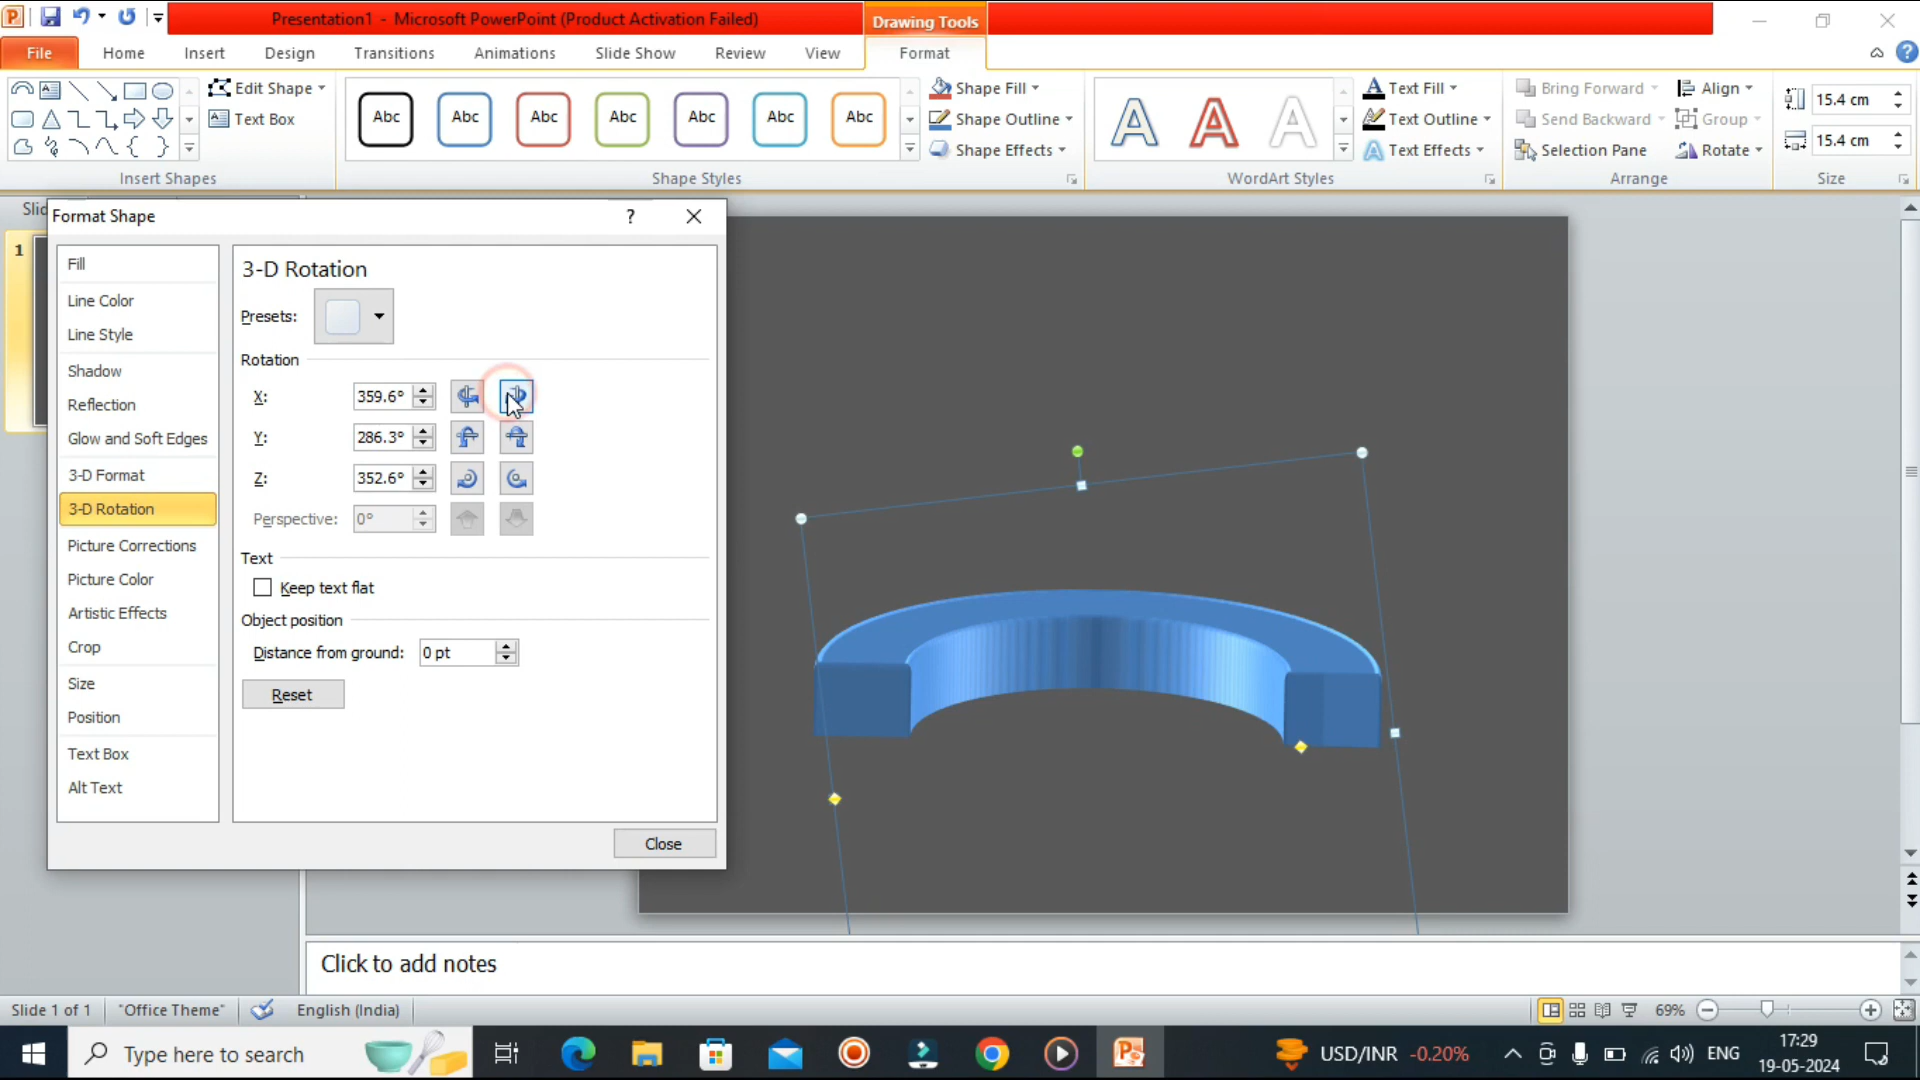 Presentation1 - Microsoft PowerPoint (Product Activation Failed)
Drawing Tools
File
Home
Insert
Design
Transitions
Animations
Slide Show
Review
View
Format
Edit Shape
Text Box
Insert Shapes
Abc
Abc
Abc
Abc
Abc
Abc
Abc
Shape Styles
Shape Fill
Shape Outline
Shape Effects
A
A
A
WordArt Styles
Text Fill
Text Outline
Text Effects
Bring Forward
Send Backward
Selection Pane
Align
Group
Rotate
Arrange
15.4 cm
15.4 cm
Size
1
Format Shape
?
Fill
Line Color
Line Style
Shadow
Reflection
Glow and Soft Edges
3-D Format
3-D Rotation
Picture Corrections
Picture Color
Artistic Effects
Crop
Size
Position
Text Box
Alt Text
3-D Rotation
Presets:
Rotation
X: 359.6°
Y: 286.3°
Z: 352.6°
Perspective: 0°
Text
Keep text flat
Object position
Distance from ground: 0 pt
Reset
Close
Click to add notes
Slide 1 of 1
"Office Theme"
English (India)
69%
Type here to search
USD/INR -0.20%
ENG
17:29
19-05-2024